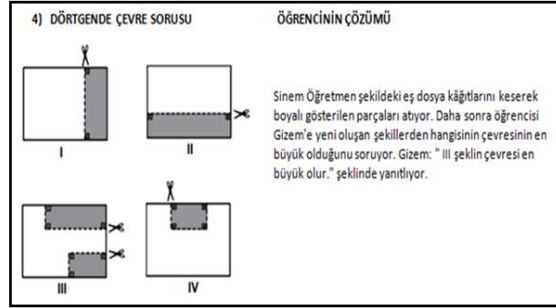 4) DÖRTGENDE ÇEVRE SORUSU
ÖĞRENCİNİN ÇÖZÜMÜ
I
II
III
IV
Sinem Öğretmen şekildeki eş dosya kâğıtlarını keserek
boyalı gösterilen parçaları atıyor. Daha sonra öğrencisi
Gizem'e yeni oluşan şekillerden hangisinin çevresinin en
büyük olduğunu soruyor. Gizem: " III şeklin çevresi en
büyük olur." şeklinde yanıtlıyor.